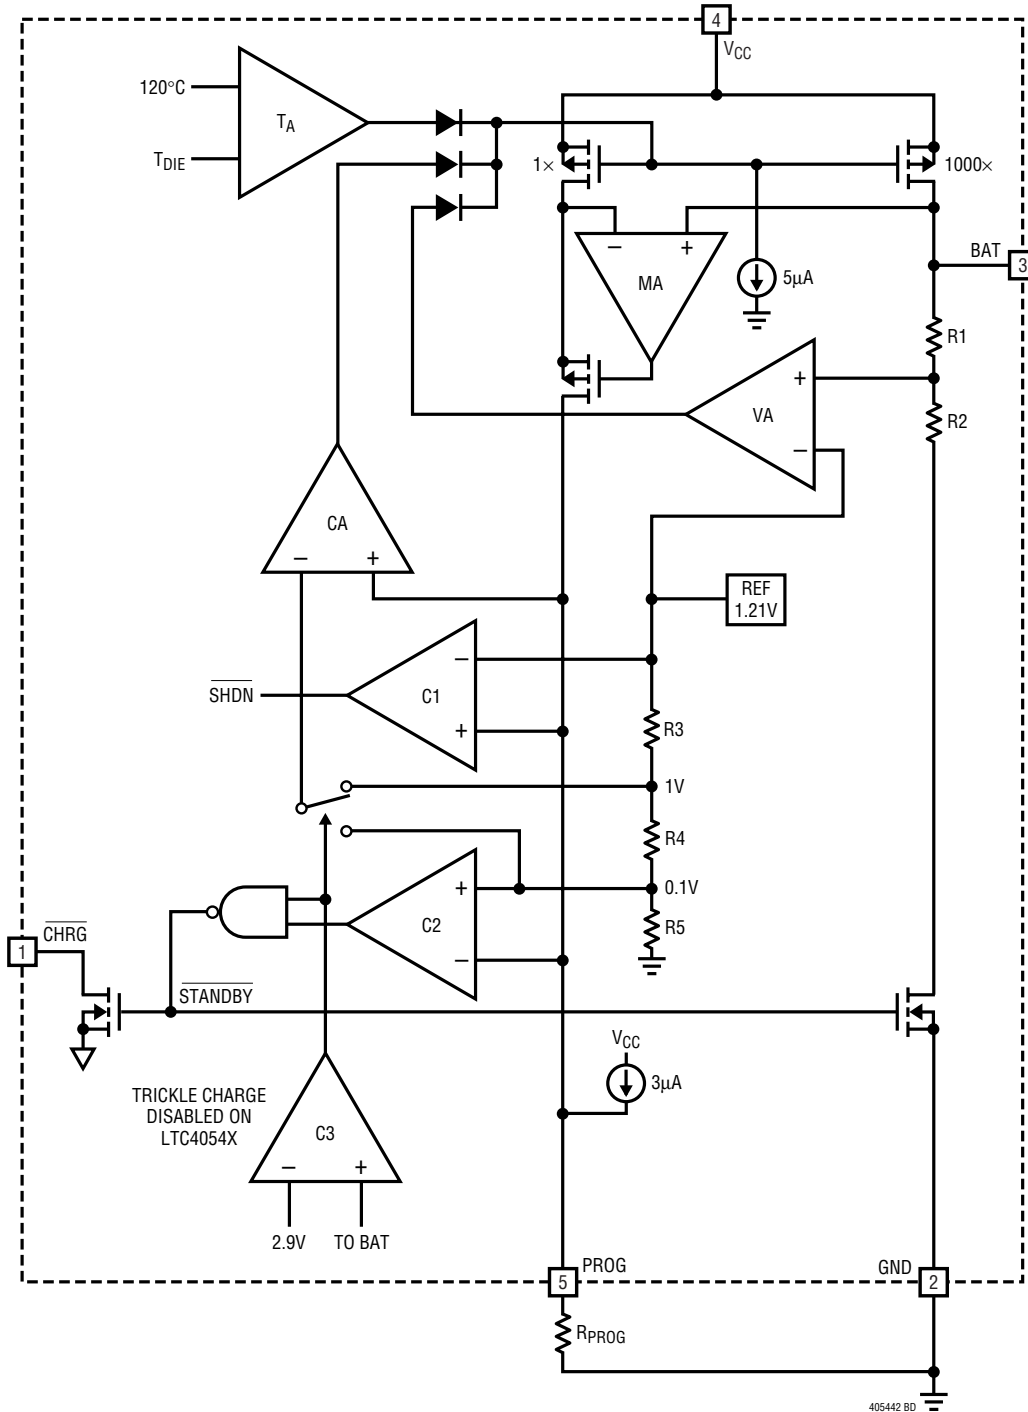 4
VCC
120°C
TA
TDIE
1×
1000×
– +
MA
5µA
BAT
3
R1
+
VA
–
R2
CA
– +
REF
1.21V
–
C1
+
SHDN
R3
1V
R4
+
C2
–
0.1V
R5
CHRG
1
STANDBY
VCC
3µA
TRICKLE CHARGE
DISABLED ON
LTC4054X
C3
– +
2.9V TO BAT
PROG
5
GND
2
RPROG
405442 BD